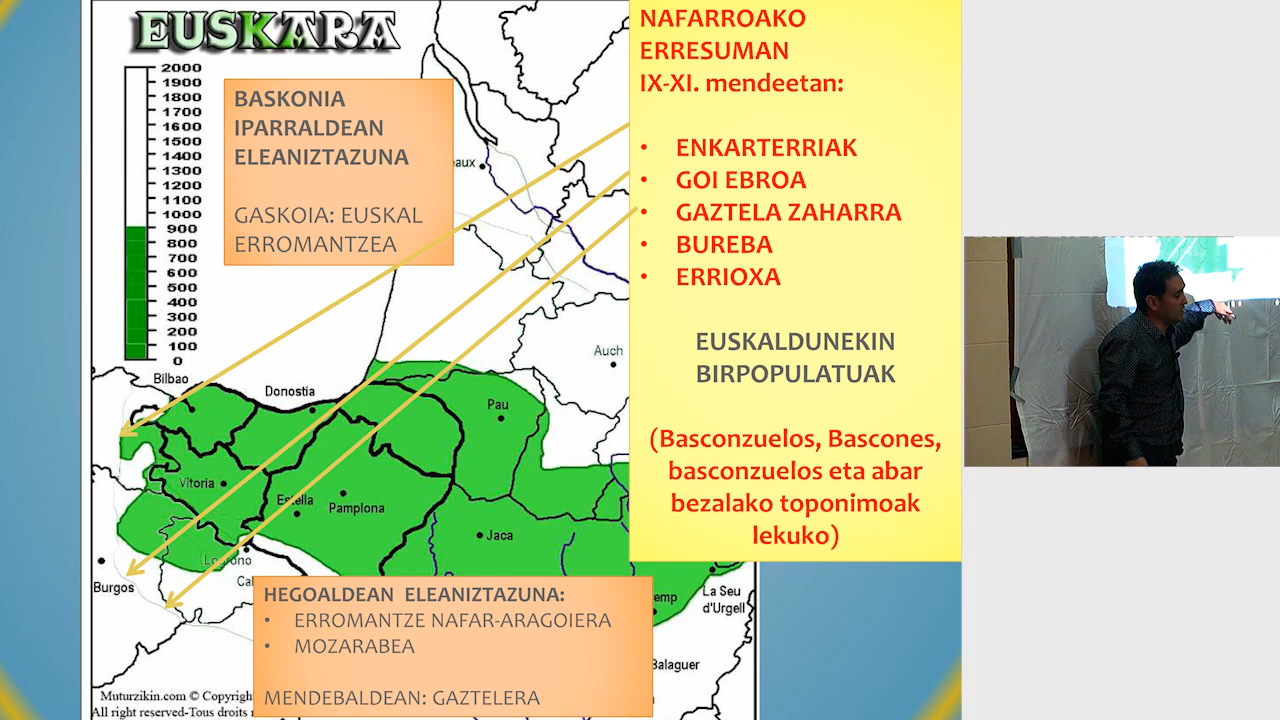 EUSKARA
2000
1900
1800
1700
1600
1500
1400
1300
1200
1100
1000
900
800
700
600
500
400
300
200
100
0
BASKONIA
IPARRALDEAN
ELEANIZTAZUNA
GASKOIA: EUSKAL
ERROMANTZEA
NAFARROAKO
ERRESUMAN
IX-XI. mendeetan:
• ENKARTERRIAK
• GOI EBROA
• GAZTELA ZAHARRA
• BUREBA
• ERRIOXA
EUSKALDUNEKIN
BIRPOPULATUAK
(Basconzuelos, Bascones,
basconzuelos eta abar
bezalako toponimoak
lekuko)
eaux
Auch
Bilbao
Donostia
Pau
Vitoria
Estella
Pamplona
Jaca
Burgos
La Seu
d'Urgell
emp
Balaguer
HEGOALDEAN ELEANIZTAZUNA:
• ERROMANTZE NAFAR-ARAGOIERA
• MOZARABEA
MENDEBALDEAN: GAZTELERA
Muturzikin.com © Copyrigh
All right reserved-Tous droits